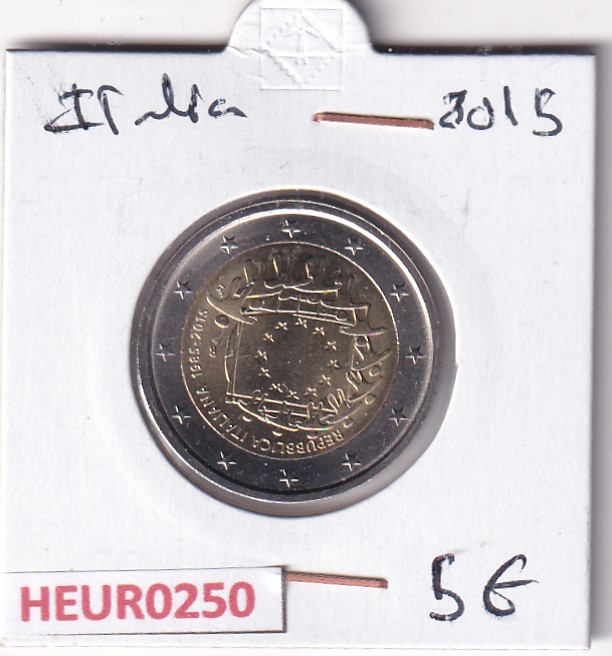 ITalia 2015
REPUBBLICA ITALIANA 1985-2015
5€
HEUR0250